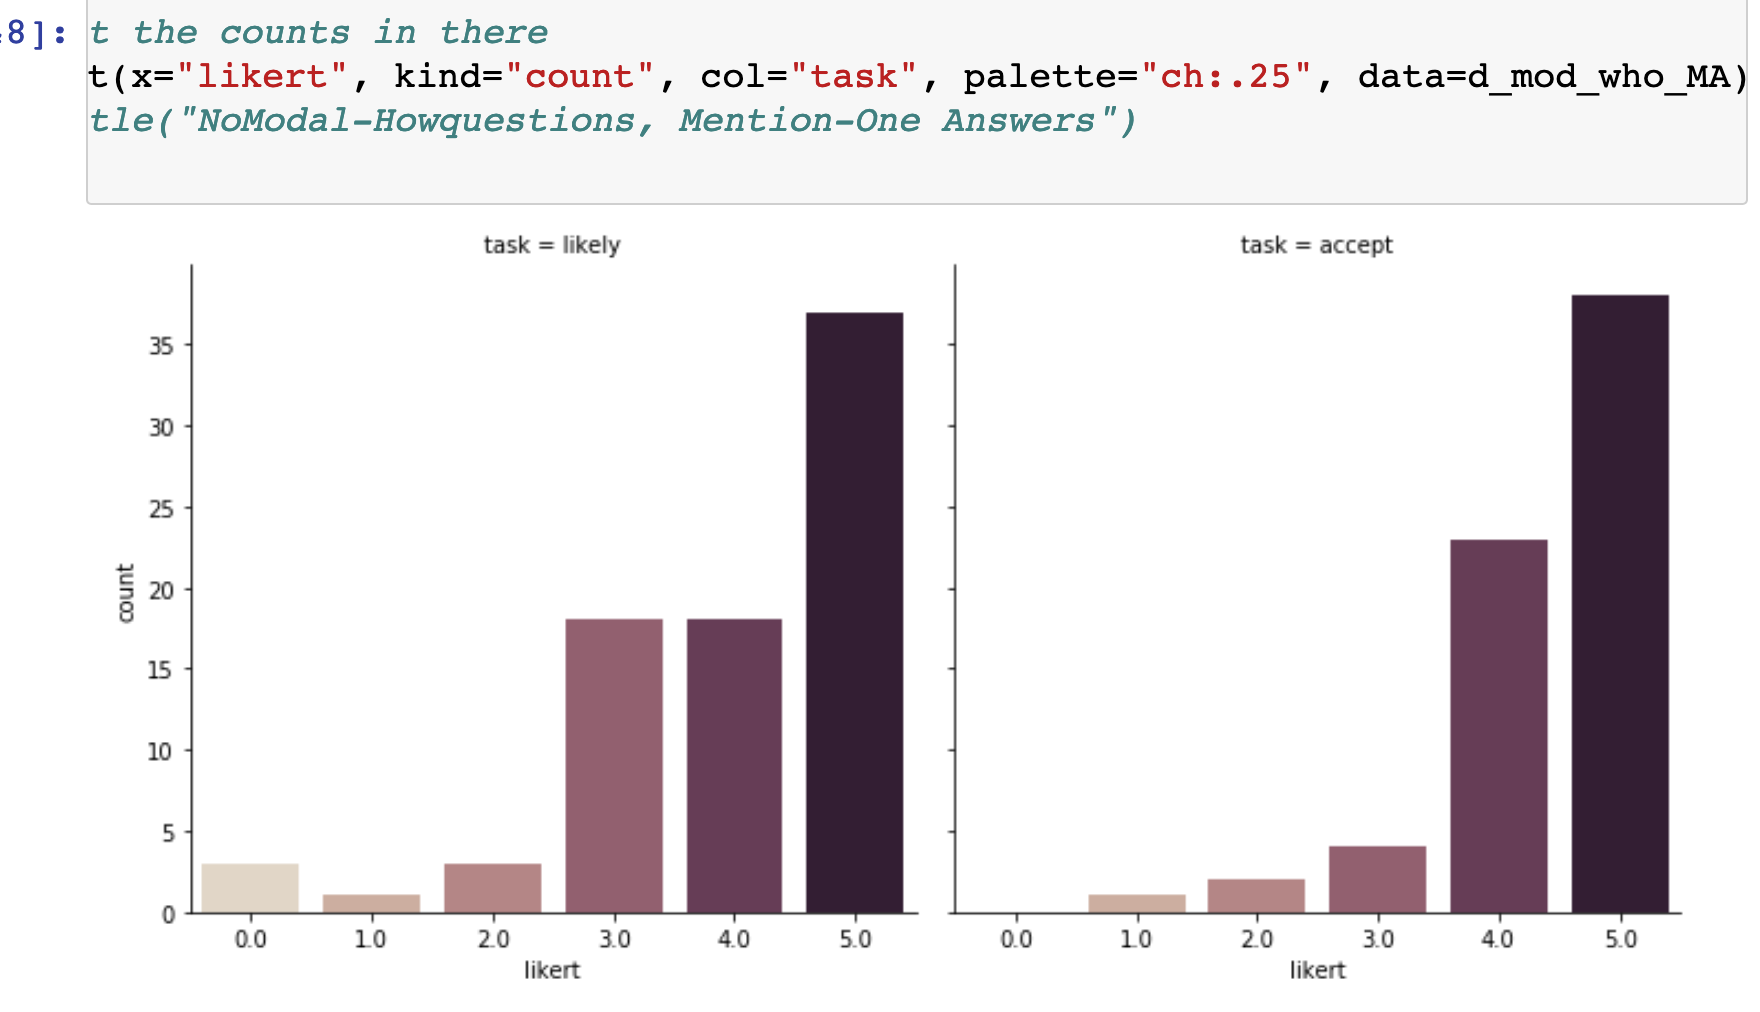 8]: t the counts in there
t(x="likert", kind="count", col="task", palette="ch:.25", data=d_mod_who_MA)
tle("NoModal-Howquestions, Mention-One Answers")
task = likely
task = accept
35
30
25
20
15
10
5
0
count
0.0 1.0 2.0 3.0 4.0 5.0
likert
0.0 1.0 2.0 3.0 4.0 5.0
likert